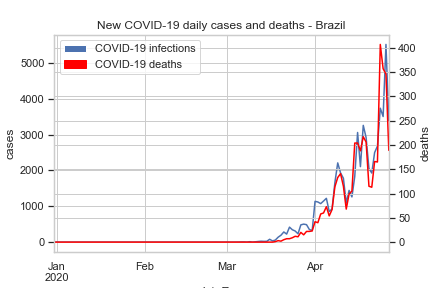 New COVID-19 daily cases and deaths - Brazil
COVID-19 infections
COVID-19 deaths
5000
4000
3000
2000
1000
0
cases
400
350
300
250
200
150
100
50
0
deaths
Jan
2020
Feb
Mar
Apr